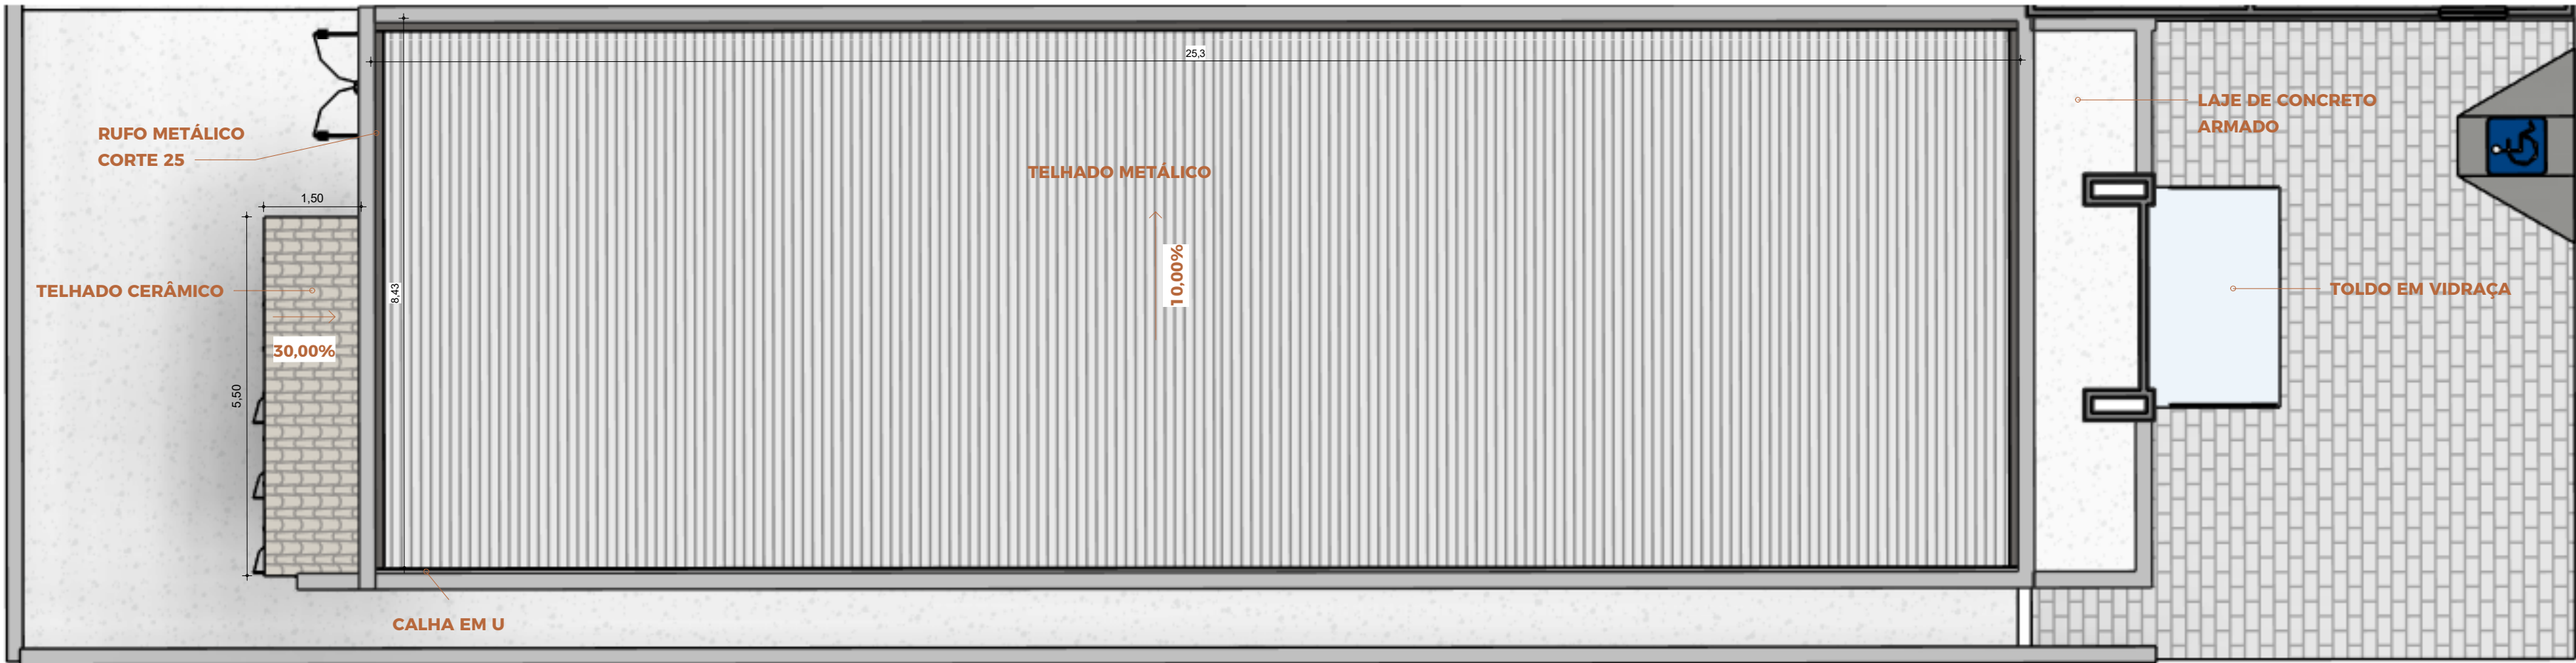 25,3
RUFO METÁLICO
CORTE 25
LAJE DE CONCRETO
ARMADO
TELHADO METÁLICO
1,50
TELHADO CERÂMICO
30,00%
8,43
10,00%
TOLDO EM VIDRAÇA
5,50
CALHA EM U